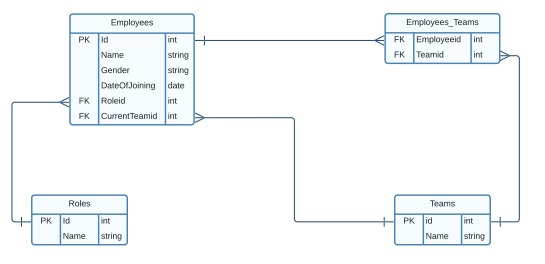 Employees
PK Id int
Name string
Gender string
DateOfJoining date
FK Roleid int
FK CurrentTeamid int
Employees_Teams
FK Employeeid int
FK Teamid int
Roles
PK Id int
Name string
Teams
PK id int
Name string